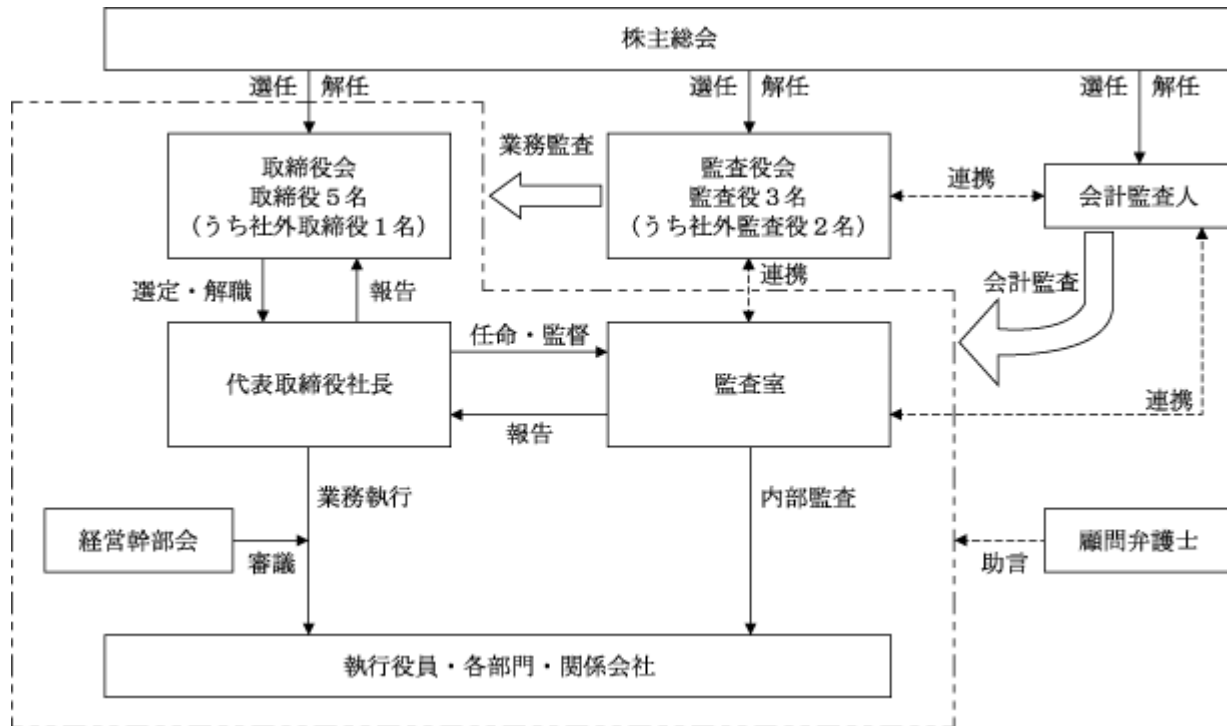 株主総会
選任 解任
選任 解任
選任 解任
取締役会
取締役５名
（うち社外取締役１名）
業務監査
監査役会
監査役３名
（うち社外監査役２名）
連携
会計監査人
選定・解職
報告
連携
会計監査
代表取締役社長
任命・監督
報告
監査室
連携
業務執行
内部監査
経営幹部会
審議
助言
顧問弁護士
執行役員・各部門・関係会社